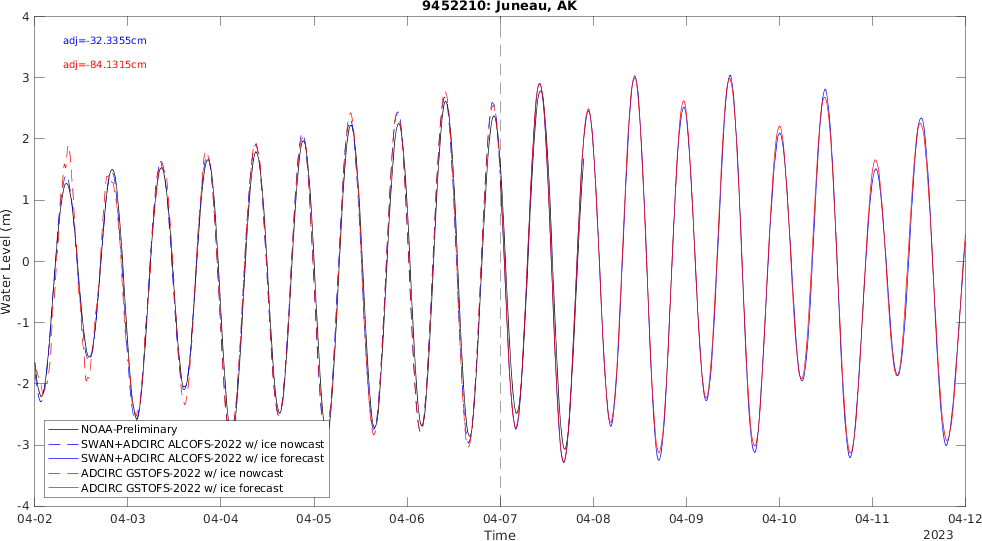 9452210: Juneau, AK
adj=-32.3355cm
adj=-84.1315cm
Water Level (m)
4
3
2
1
0
-1
-2
-3
-4
NOAA-Preliminary
SWAN+ADCIRC ALCOFS-2022 w/ ice nowcast
SWAN+ADCIRC ALCOFS-2022 w/ ice forecast
ADCIRC GSTOFS-2022 w/ ice nowcast
ADCIRC GSTOFS-2022 w/ ice forecast
04-02 04-03 04-04 04-05 04-06 04-07 04-08 04-09 04-10 04-11 04-12
Time
2023